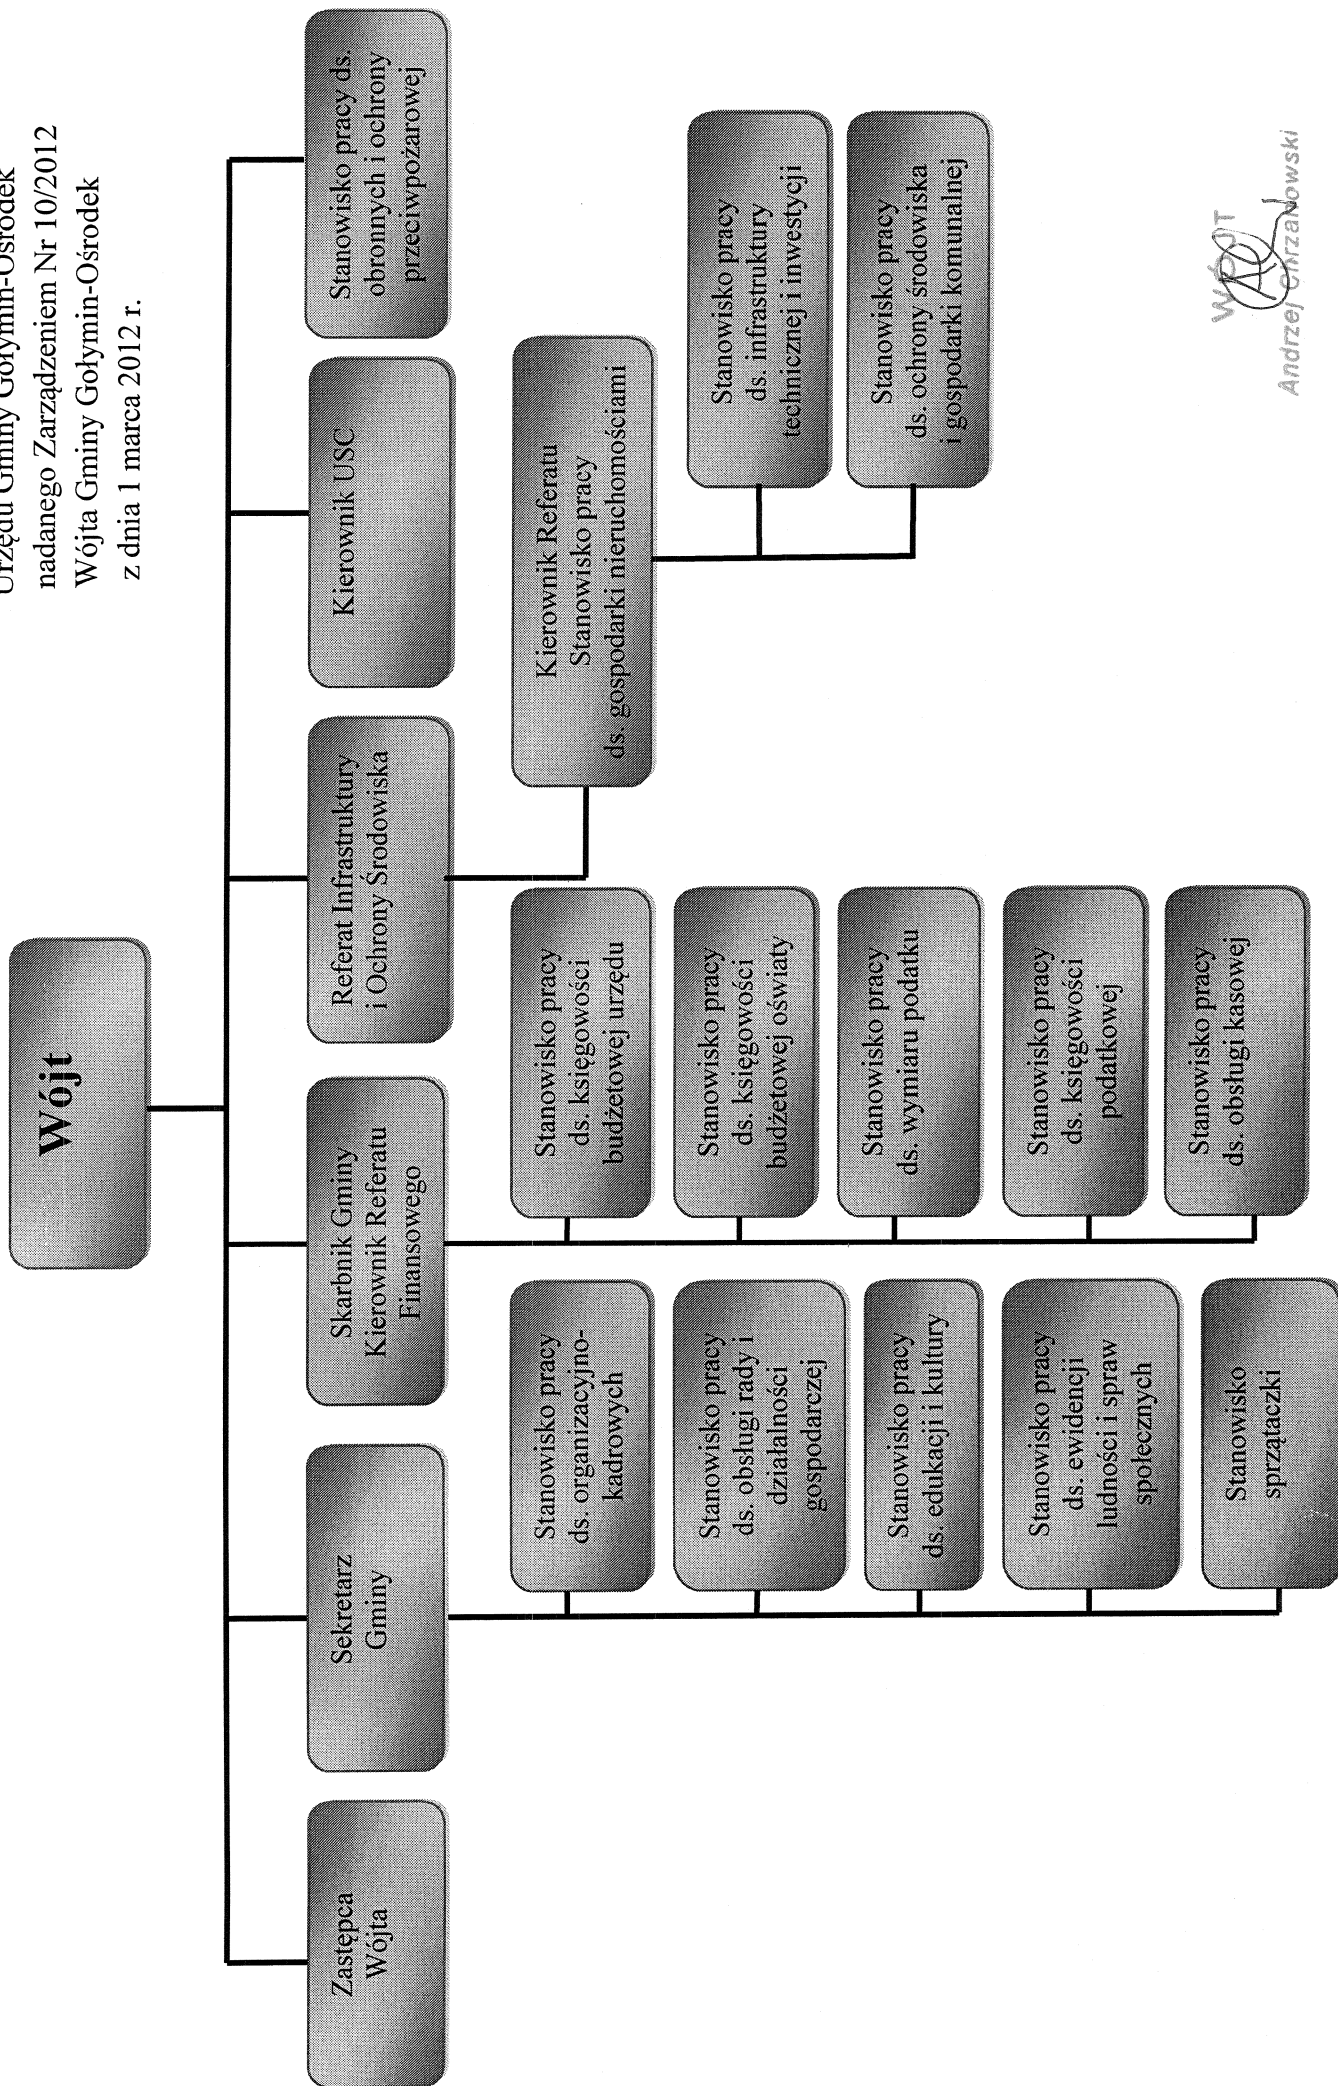 Urzędu Gminy Gołymin-Ośrodek
nadanego Zarządzeniem Nr 10/2012
Wójta Gminy Gołymin-Ośrodek
z dnia 1 marca 2012 r.
Wójt
Zastępca
Wójta
Sekretarz
Gminy
Skarbnik Gminy
Kierownik Referatu
Finansowego
Referat Infrastruktury
i Ochrony Środowiska
Kierownik USC
Stanowisko pracy ds.
obronnych i ochrony
przeciwpożarowej
Stanowisko pracy
ds. organizacyjno-
kadrowych
Stanowisko pracy
ds. obsługi rady i
działalności
gospodarczej
Stanowisko pracy
ds. edukacji i kultury
Stanowisko pracy
ds. ewidencji
ludności i spraw
społecznych
Stanowisko
sprzątaczki
Stanowisko pracy
ds. księgowości
budżetowej urzędu
Stanowisko pracy
ds. księgowości
budżetowej oświaty
Stanowisko pracy
ds. wymiaru podatku
Stanowisko pracy
ds. księgowości
podatkowej
Stanowisko pracy
ds. obsługi kasowej
Kierownik Referatu
Stanowisko pracy
ds. gospodarki nieruchomościami
Stanowisko pracy
ds. infrastruktury
technicznej i inwestycji
Stanowisko pracy
ds. ochrony środowiska
i gospodarki komunalnej
WÓJT
Andrzej Chrzanowski